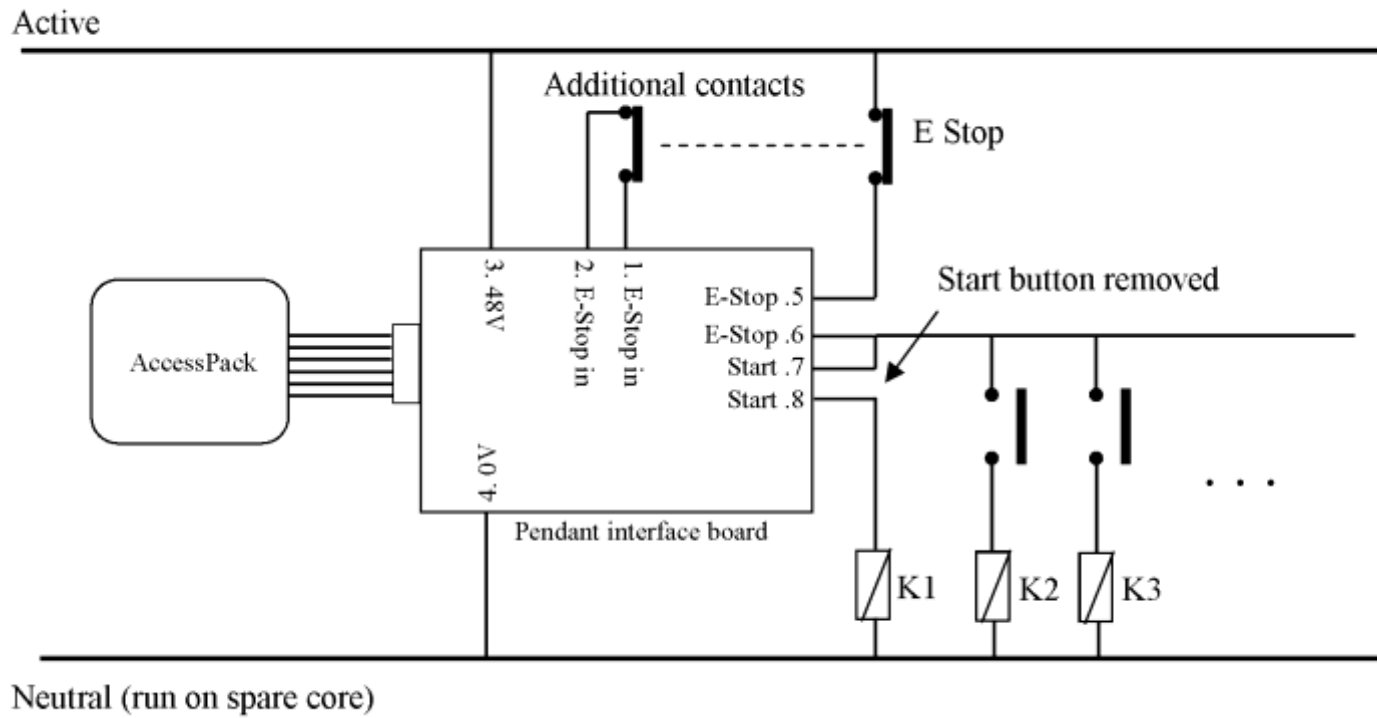 Active
Additional contacts
E Stop
3. 48V
2. E-Stop in
1. E-Stop in
E-Stop .5
Start button removed
E-Stop .6
AccessPack
Start .7
Start .8
4. 0V
Pendant interface board
K1
K2
K3
. . .
Neutral (run on spare core)